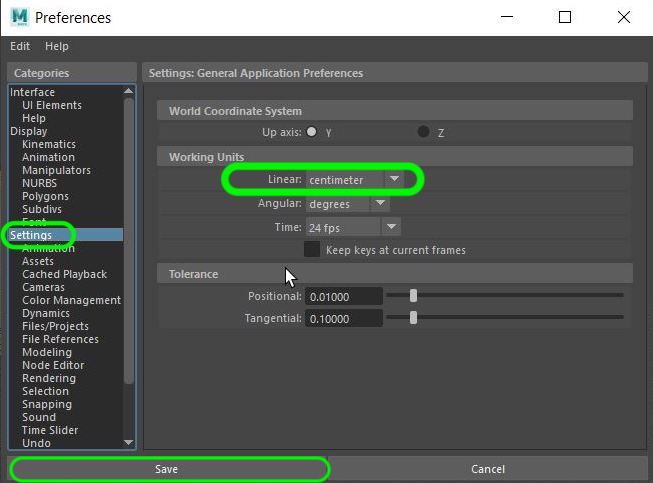 Preferences
Edit Help
Categories
Interface
UI Elements
Help
Display
Kinematics
Animation
Manipulators
NURBS
Polygons
Subdivs
Font
Settings
Animation
Assets
Cached Playback
Cameras
Color Management
Dynamics
Files/Projects
File References
Modeling
Node Editor
Rendering
Selection
Snapping
Sound
Time Slider
Undo
Settings: General Application Preferences
World Coordinate System
Up axis: Y Z
Working Units
Linear: centimeter
Angular: degrees
Time: 24 fps
Keep keys at current frames
Tolerance
Positional: 0.01000
Tangential: 0.10000
Save Cancel